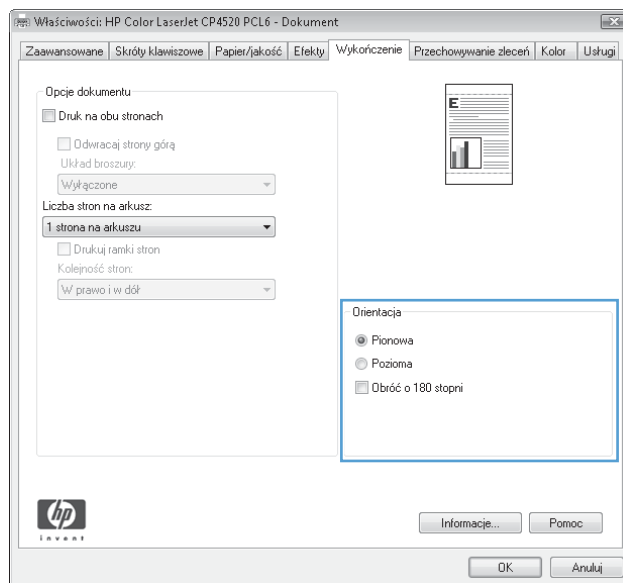 Właściwości: HP Color LaserJet CP4520 PCL6 - Dokument
Zaawansowane Skróty klawiszowe Papier/jakość Efekty Wykończenie Przechowywanie zleceń Kolor Usługi
Opcje dokumentu
Druk na obu stronach
Odwracaj strony górą
Układ broszury:
Wyłączone
Liczba stron na arkusz:
1 strona na arkuszu
Drukuj ramki stron
Kolejność stron:
W prawo i w dół
E
Orientacja
Pionowa
Pozioma
Obróć o 180 stopni
hp
invent
Informacje... Pomoc
OK Anuluj